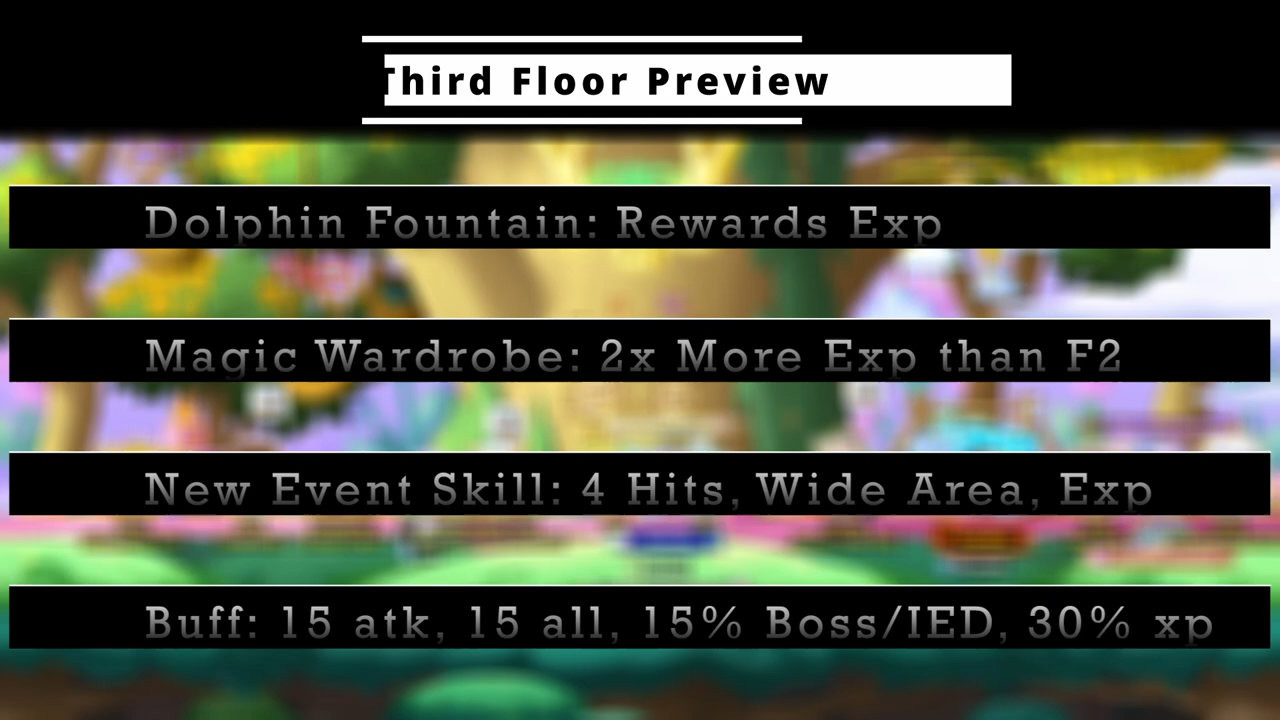 Third Floor Preview
Dolphin Fountain: Rewards Exp
Magic Wardrobe: 2x More Exp than F2
New Event Skill: 4 Hits, Wide Area, Exp
Buff: 15 atk, 15 all, 15% Boss/IED, 30% xp